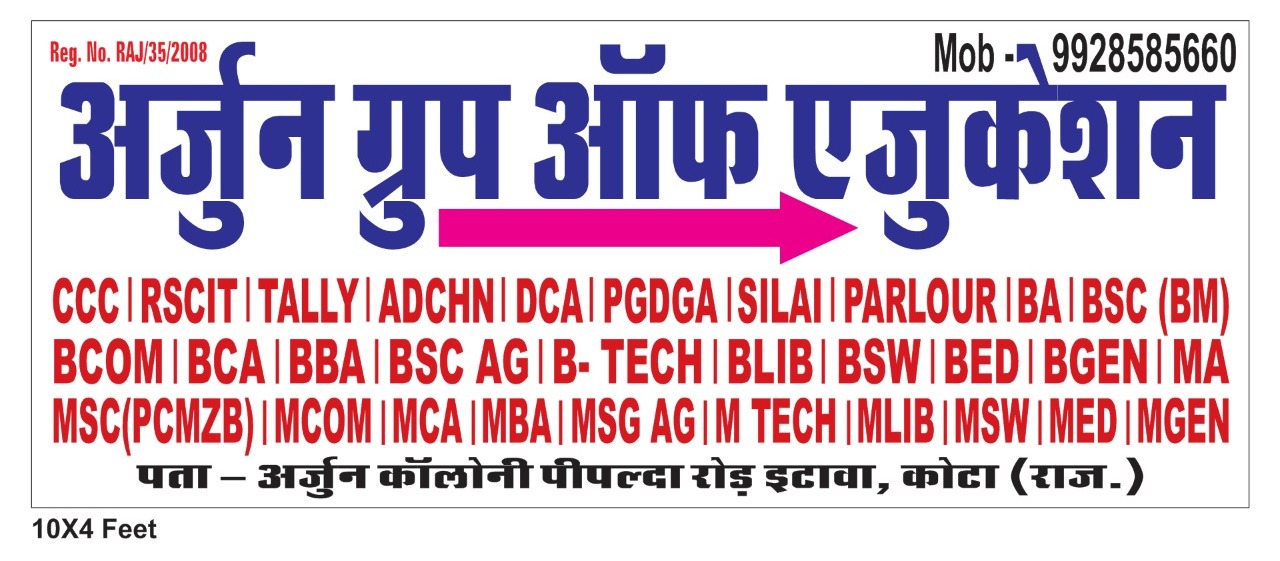 Reg. No. RAJ/35/2008
Mob - 9928585660
अर्जुन ग्रुप ऑफ एजुकेशन
CCC | RSCIT | TALLY | ADCHN | DCA | PGDGA | SILAI | PARLOUR | BA | BSC (BM)
BCOM | BCA | BBA | BSC AG | B- TECH | BLIB | BSW | BED | BGEN | MA
MSC(PCMZB) | MCOM | MCA | MBA | MSG AG | M TECH | MLIB | MSW | MED | MGEN
पता – अर्जुन कॉलोनी पीपल्दा रोड़ इटावा, कोटा (राज.)
10X4 Feet